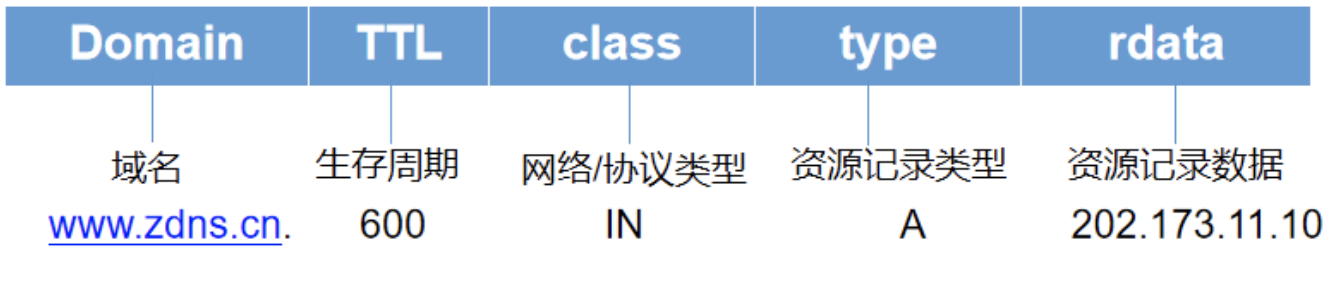 Domain TTL class type rdata
域名 生存周期 网络/协议类型 资源记录类型 资源记录数据
www.zdns.cn. 600 IN A 202.173.11.10